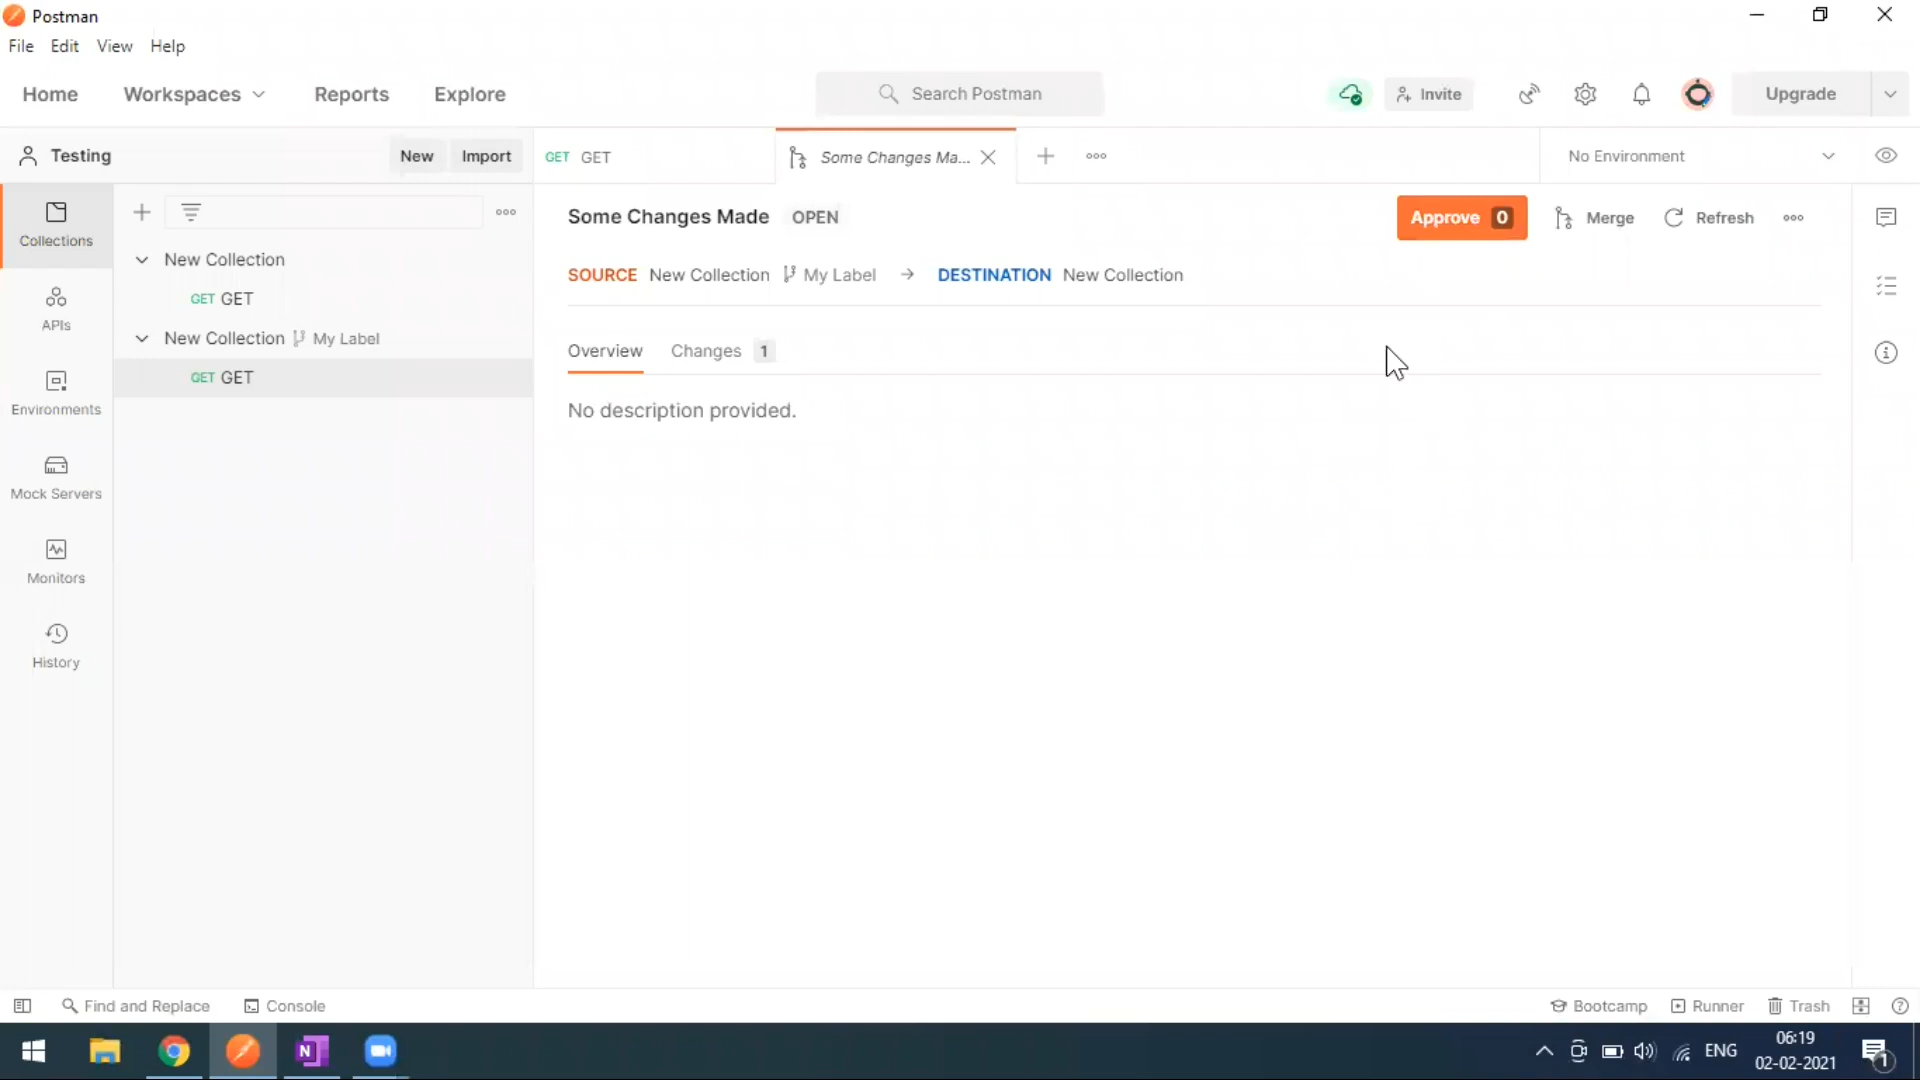 Postman
File Edit View Help
Home Workspaces Reports Explore Search Postman Invite Upgrade
Testing New Import GET GET Some Changes Ma... No Environment
Collections
APIs
Environments
Mock Servers
Monitors
History
New Collection
GET GET
New Collection My Label
GET GET
Some Changes Made OPEN Approve 0 Merge Refresh
SOURCE New Collection My Label → DESTINATION New Collection
Overview Changes 1
No description provided.
Find and Replace Console Bootcamp Runner Trash
N ENG 06:19
02-02-2021
1